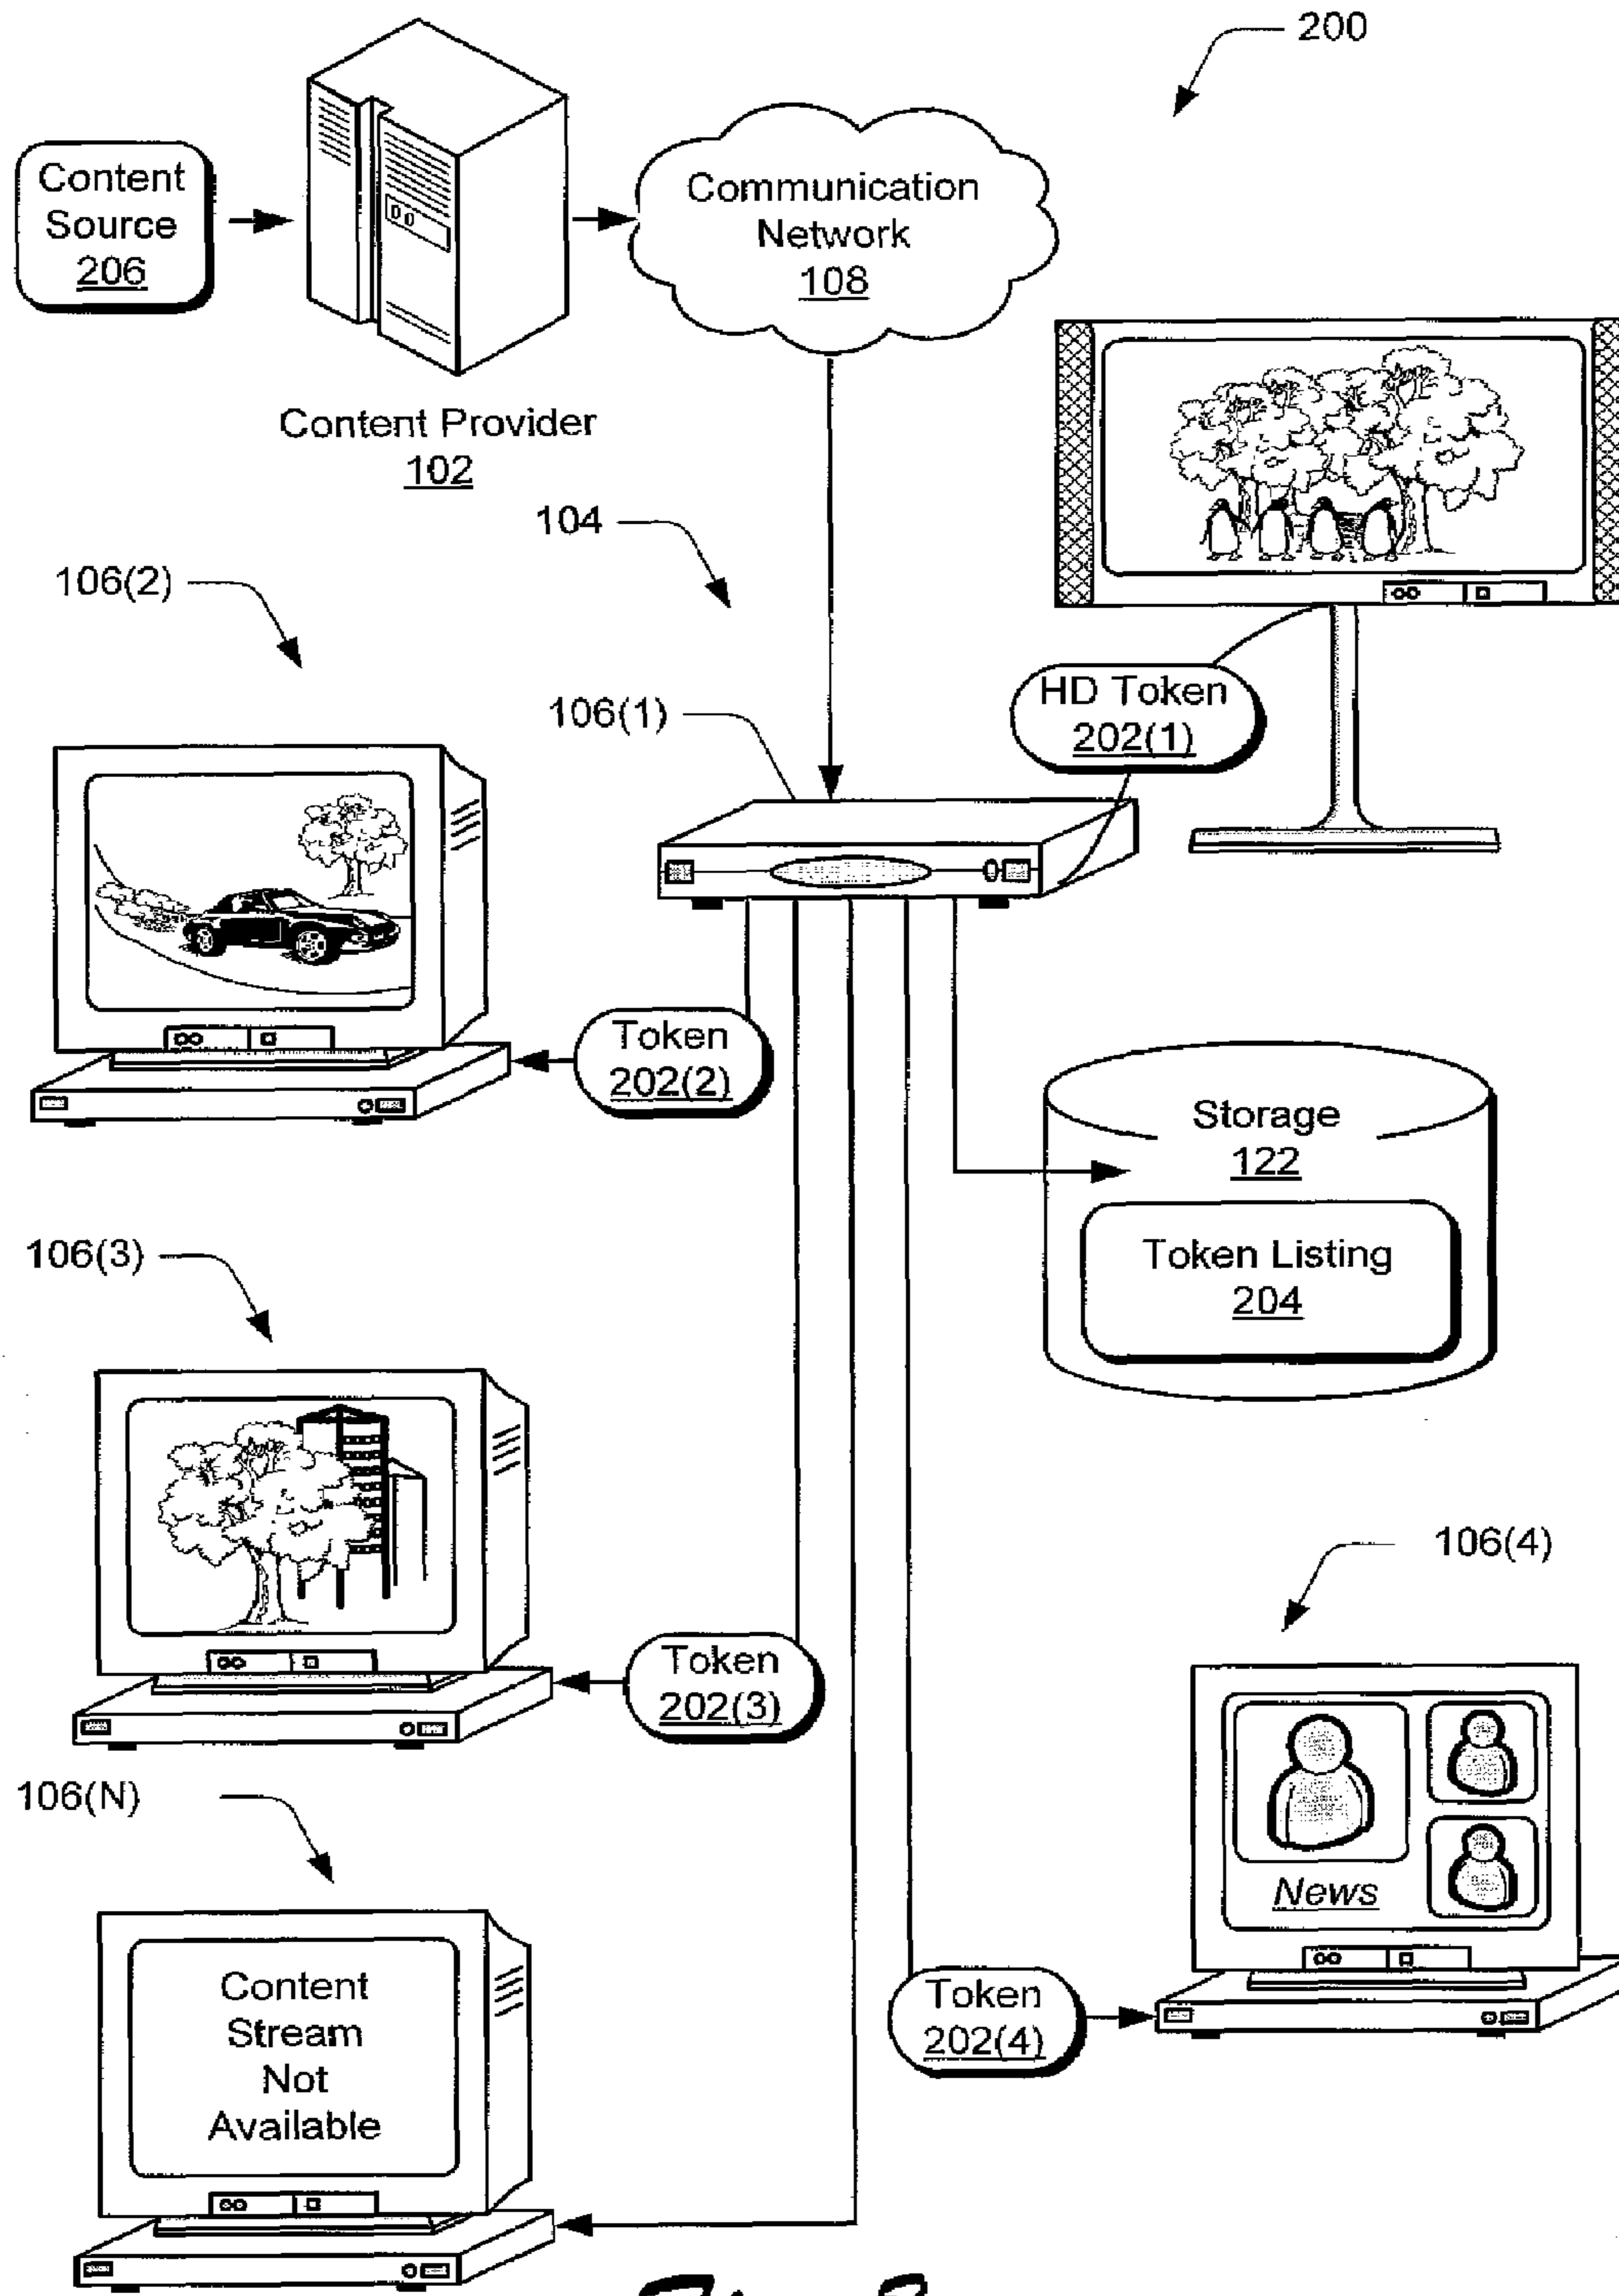 200
Content
Source
206
Communication
Network
108
Content Provider
102
104
106(2)
106(1)
HD Token
202(1)
Token
202(2)
Storage
122
Token Listing
204
106(3)
106(4)
Token
202(3)
106(N)
News
Content
Stream
Not
Available
Token
202(4)